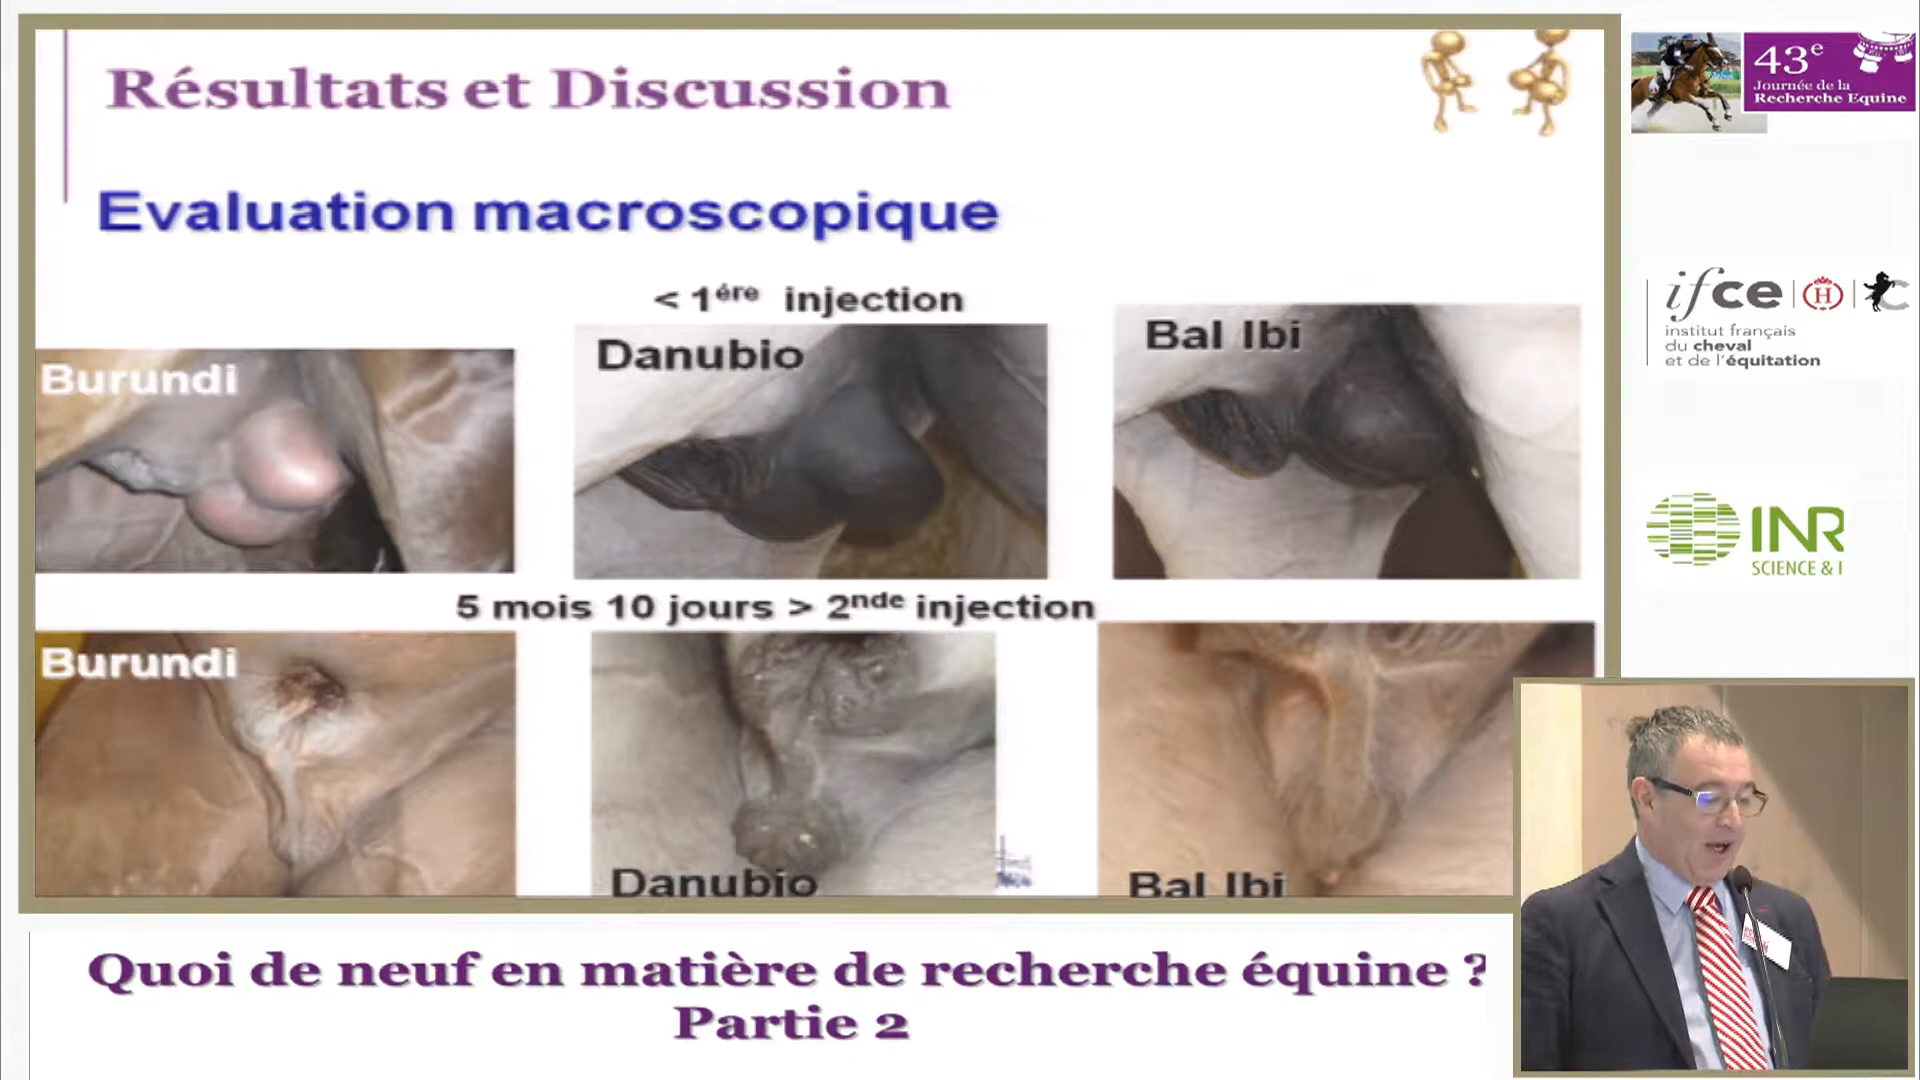 Résultats et Discussion
Evaluation macroscopique
< 1ére injection
Burundi
Danubio
Bal Ibi
5 mois 10 jours > 2nde injection
Burundi
Danubio
Bal Ibi
43e
Journée de la
Recherche Equine
ifce | H |
institut français
du cheval
et de l'équitation
INR
SCIENCE & I
Quoi de neuf en matière de recherche équine ?
Partie 2